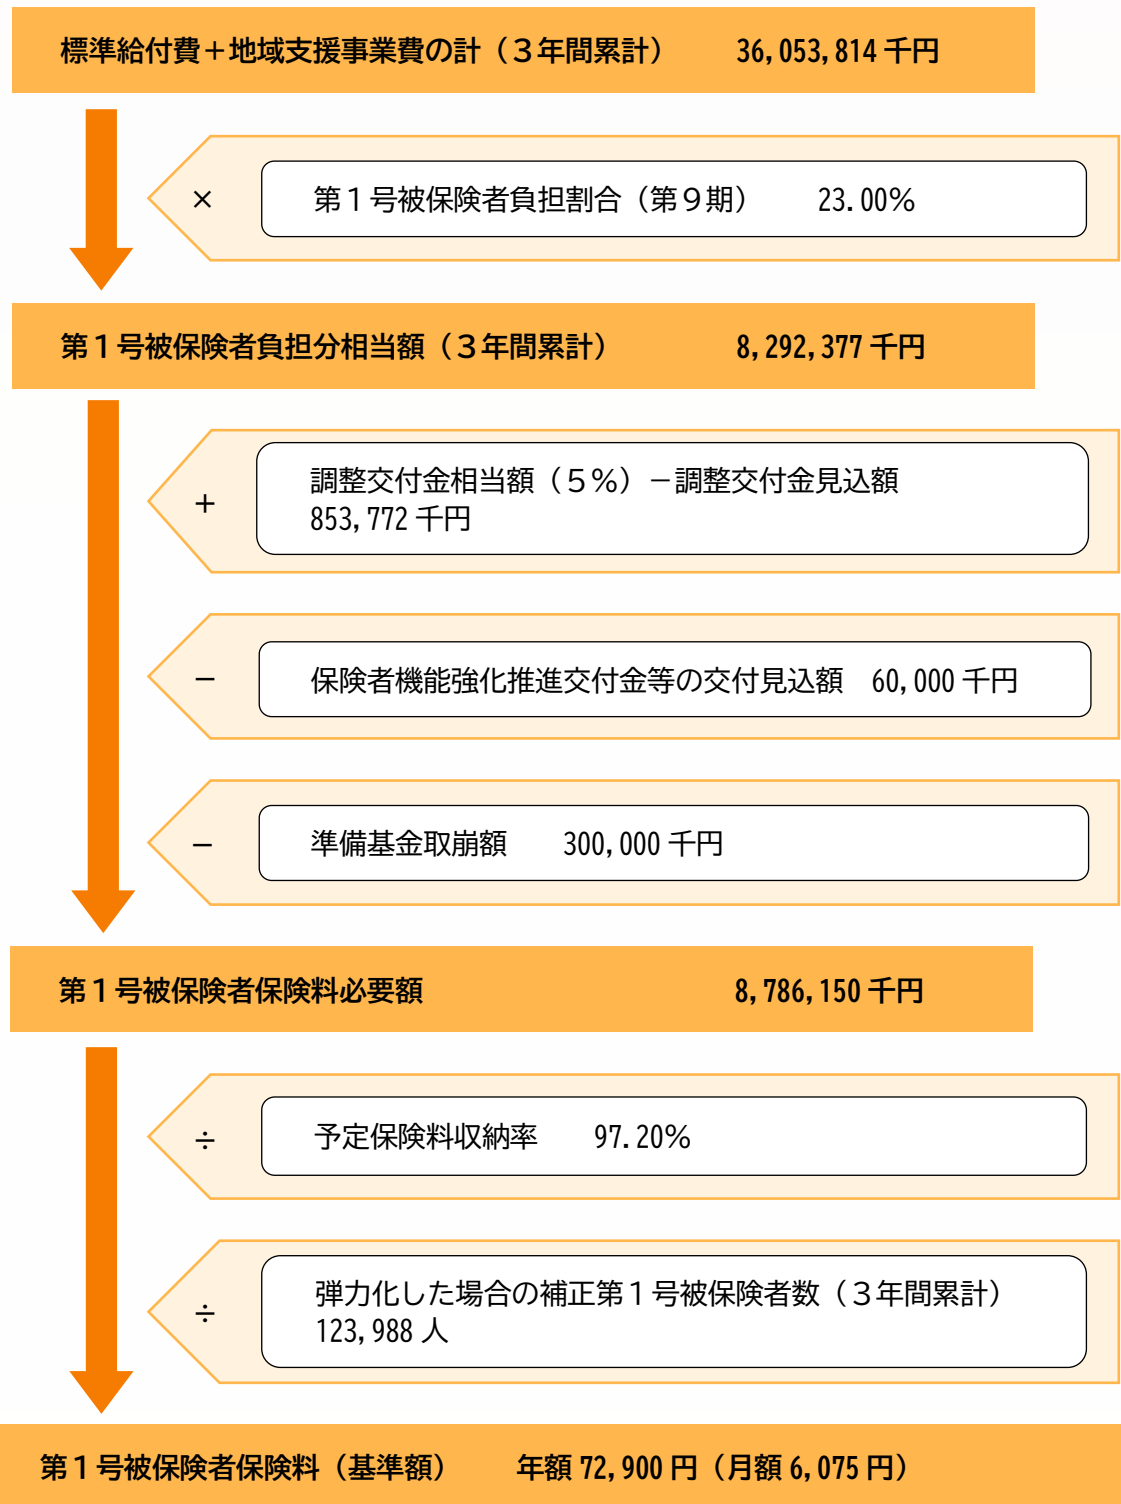 標準給付費＋地域支援事業費の計（３年間累計）　　36,053,814 千円
×　第１号被保険者負担割合（第９期）　　23.00%
第１号被保険者負担分相当額（３年間累計）　　8,292,377 千円
調整交付金相当額（５％）－調整交付金見込額
＋
853,772 千円
－　保険者機能強化推進交付金等の交付見込額　60,000 千円
－　準備基金取崩額　　300,000 千円
第１号被保険者保険料必要額　　8,786,150 千円
÷　予定保険料収納率　　97.20%
弾力化した場合の補正第１号被保険者数（３年間累計）
÷
123,988 人
第１号被保険者保険料（基準額）　　年額 72,900 円（月額 6,075 円）